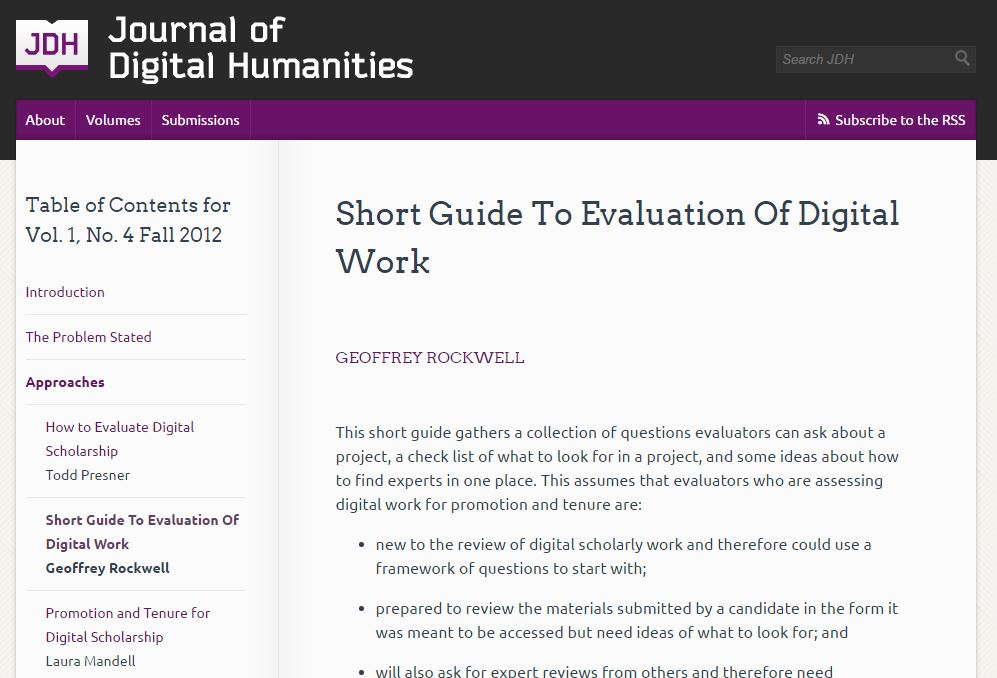 JDH
Journal of
Digital Humanities
Search JDH
About
Volumes
Submissions
Subscribe to the RSS
Table of Contents for
Vol. 1, No. 4 Fall 2012
Introduction
The Problem Stated
Approaches
How to Evaluate Digital
Scholarship
Todd Presner
Short Guide To Evaluation Of
Digital Work
Geoffrey Rockwell
Promotion and Tenure for
Digital Scholarship
Laura Mandell
Short Guide To Evaluation Of Digital
Work
GEOFFREY ROCKWELL
This short guide gathers a collection of questions evaluators can ask about a
project, a check list of what to look for in a project, and some ideas about how
to find experts in one place. This assumes that evaluators who are assessing
digital work for promotion and tenure are:
• new to the review of digital scholarly work and therefore could use a
framework of questions to start with;
• prepared to review the materials submitted by a candidate in the form it
was meant to be accessed but need ideas of what to look for; and
• will also ask for expert reviews from others and therefore need